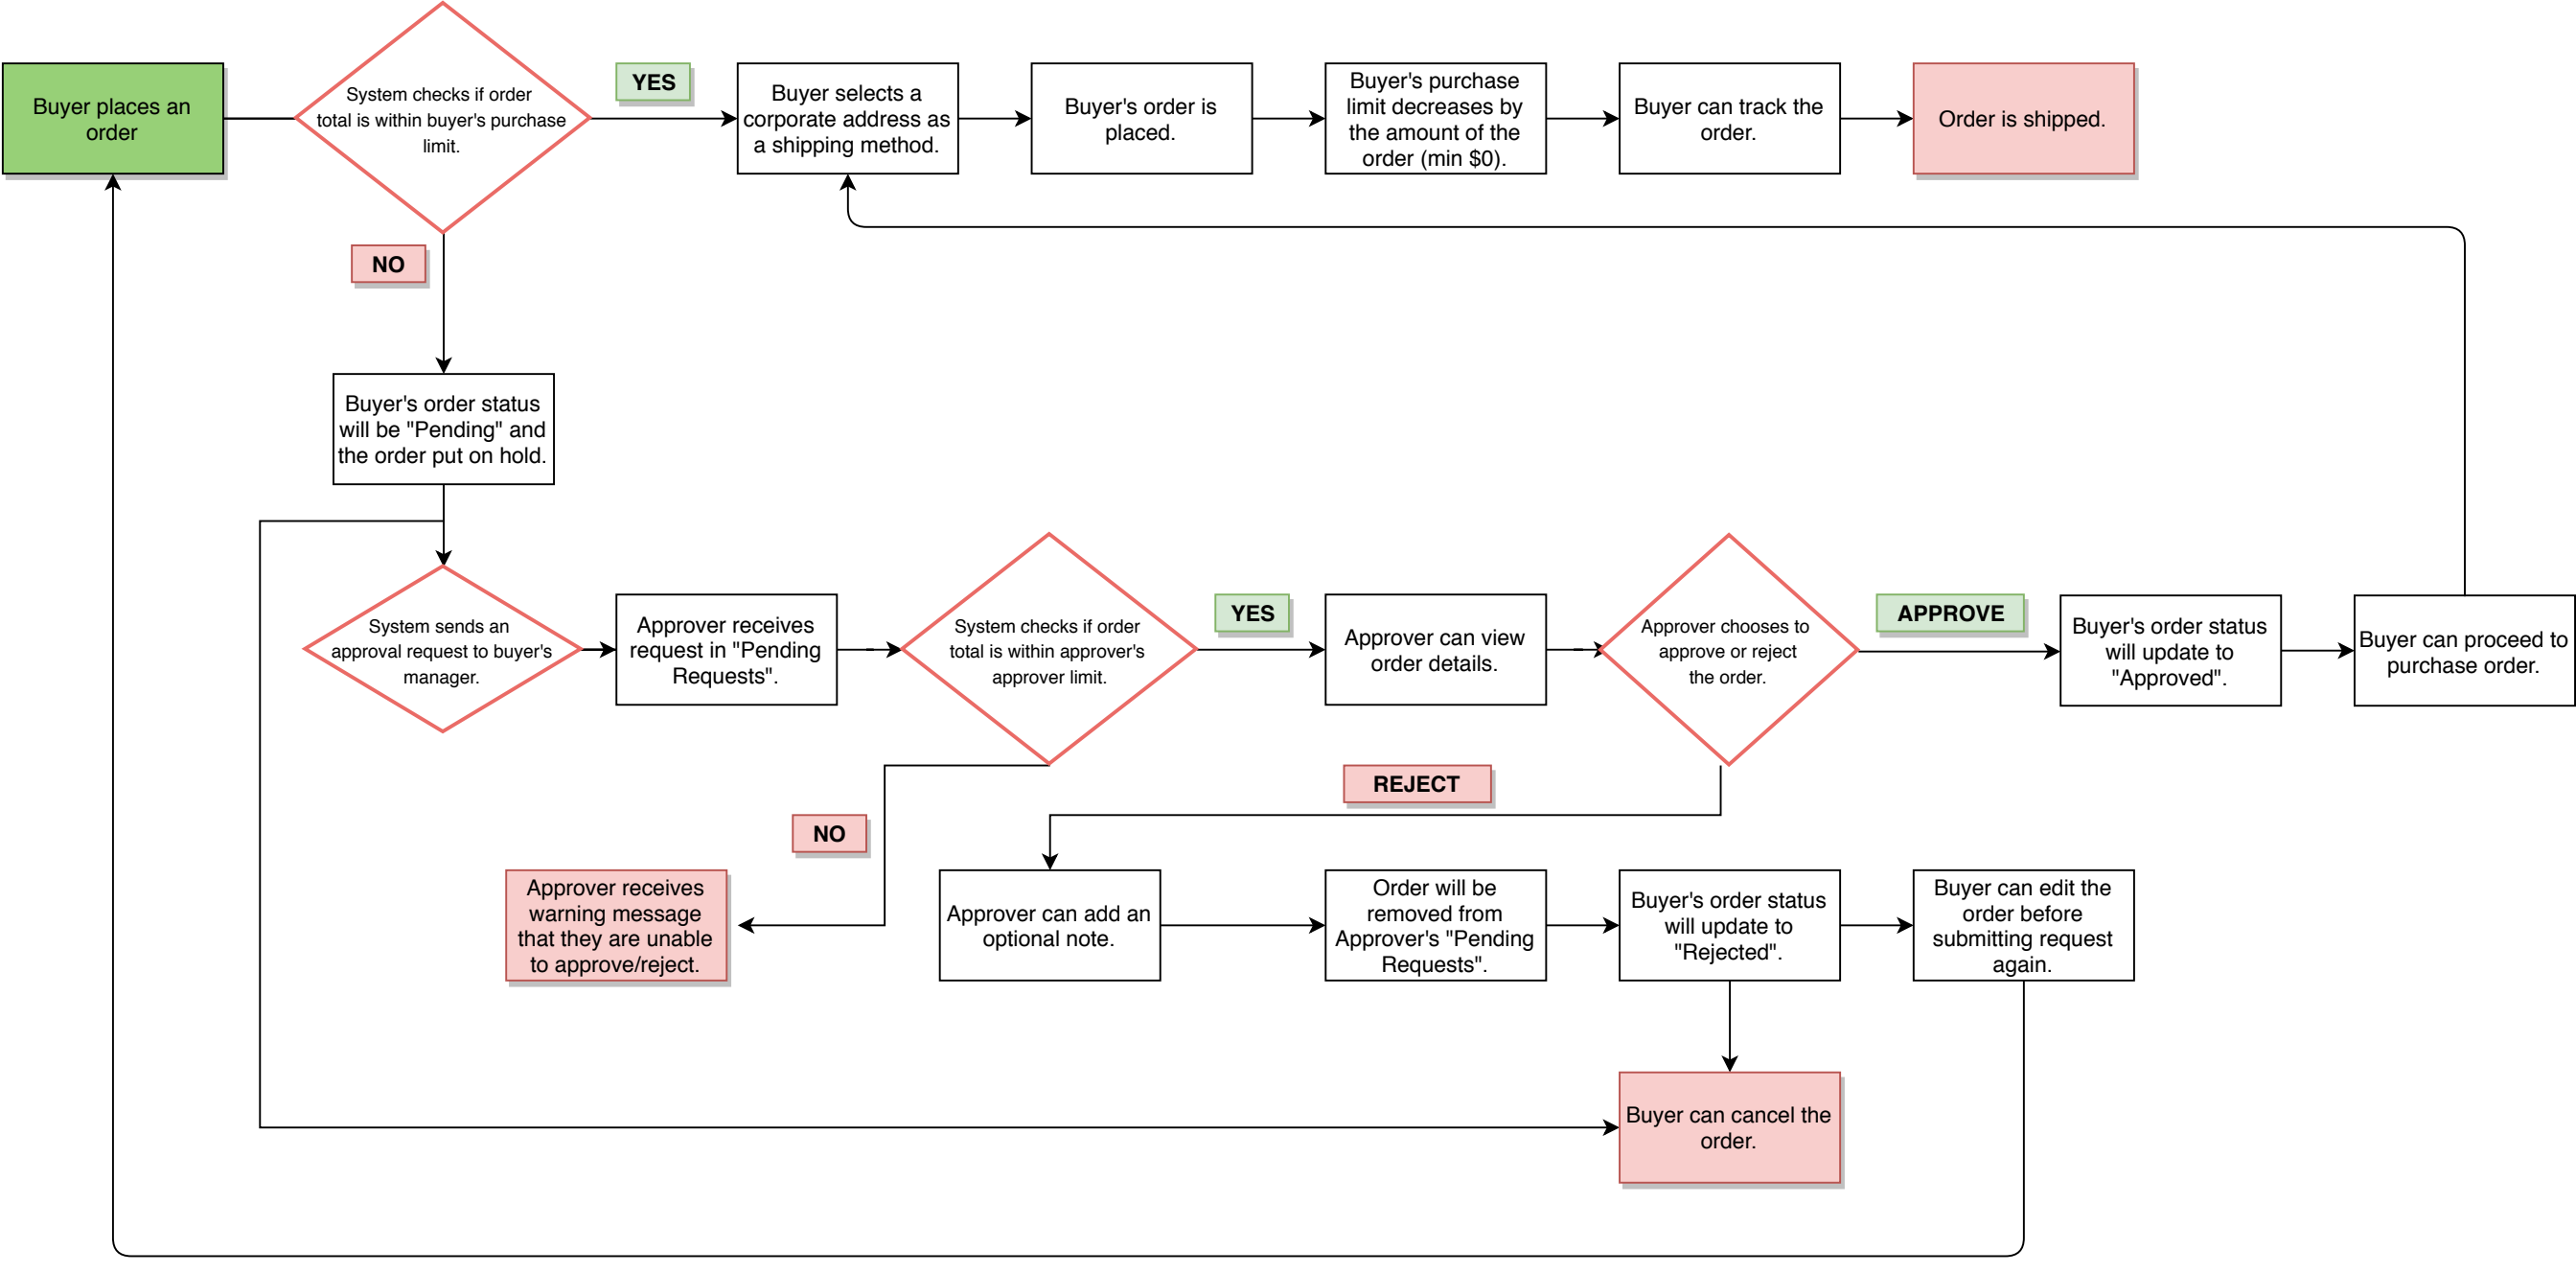 Buyer places an
order
System checks if order
total is within buyer's purchase
limit.
YES
Buyer selects a
corporate address as
a shipping method.
Buyer's order is
placed.
Buyer's purchase
limit decreases by
the amount of the
order (min $0).
Buyer can track the
order.
Order is shipped.
NO
Buyer's order status
will be "Pending" and
the order put on hold.
System sends an
approval request to buyer's
manager.
Approver receives
request in "Pending
Requests".
System checks if order
total is within approver's
approver limit.
YES
Approver can view
order details.
Approver chooses to
approve or reject
the order.
APPROVE
Buyer's order status
will update to
"Approved".
Buyer can proceed to
purchase order.
REJECT
NO
Approver receives
warning message
that they are unable
to approve/reject.
Approver can add an
optional note.
Order will be
removed from
Approver's "Pending
Requests".
Buyer's order status
will update to
"Rejected".
Buyer can edit the
order before
submitting request
again.
Buyer can cancel the
order.